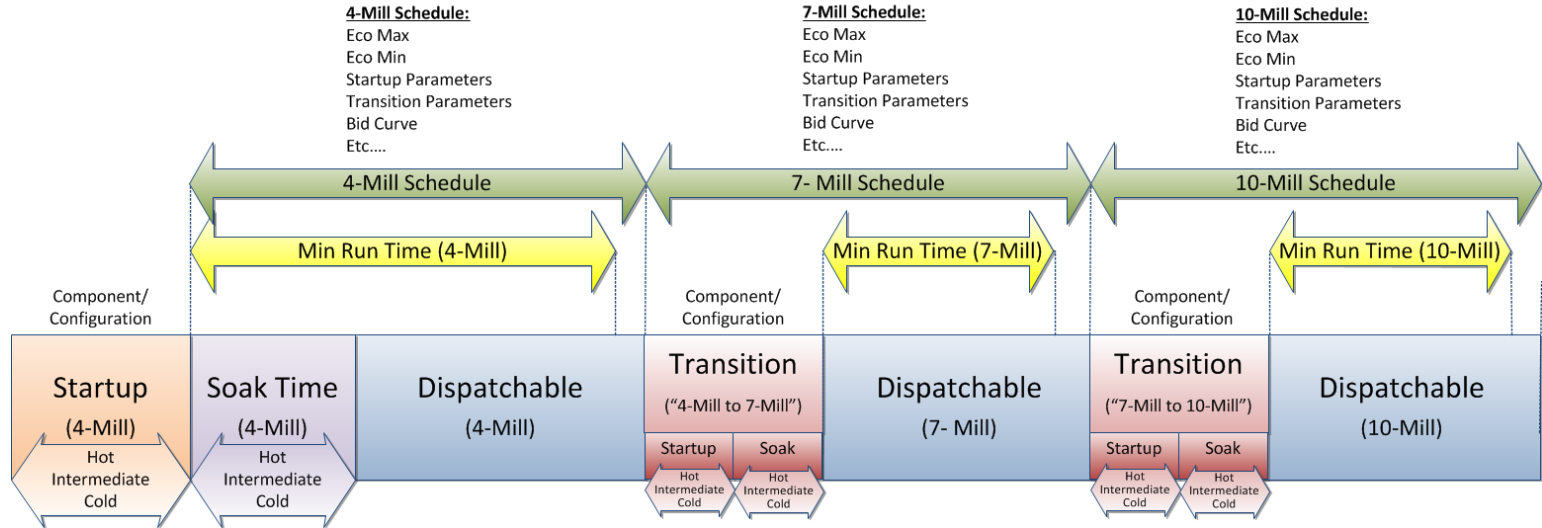 4-Mill Schedule:
Eco Max
Eco Min
Startup Parameters
Transition Parameters
Bid Curve
Etc....
7-Mill Schedule:
Eco Max
Eco Min
Startup Parameters
Transition Parameters
Bid Curve
Etc....
10-Mill Schedule:
Eco Max
Eco Min
Startup Parameters
Transition Parameters
Bid Curve
Etc....
4-Mill Schedule
7- Mill Schedule
10-Mill Schedule
Min Run Time (4-Mill)
Min Run Time (7-Mill)
Min Run Time (10-Mill)
Component/
Configuration
Component/
Configuration
Component/
Configuration
Startup
(4-Mill)
Hot
Intermediate
Cold
Soak Time
(4-Mill)
Hot
Intermediate
Cold
Dispatchable
(4-Mill)
Transition
(“4-Mill to 7-Mill”)
Startup
Hot
Intermediate
Cold
Soak
Hot
Intermediate
Cold
Dispatchable
(7- Mill)
Transition
(“7-Mill to 10-Mill”)
Startup
Hot
Intermediate
Cold
Soak
Hot
Intermediate
Cold
Dispatchable
(10-Mill)